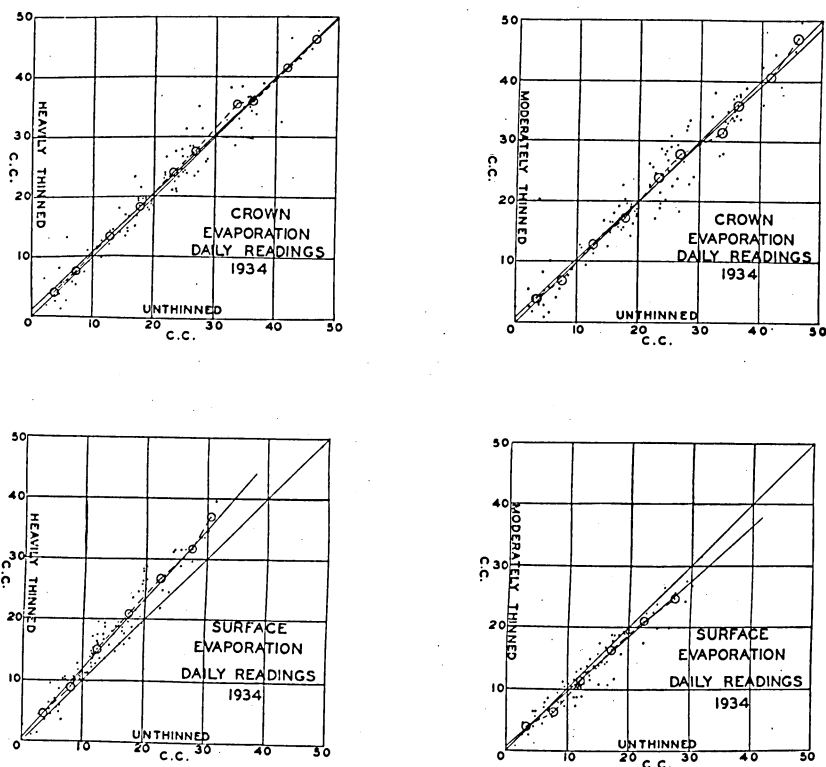 50
40
30
20
10
0
HEAVILY THINNED
C.C.
CROWN
EVAPORATION
DAILY READINGS
1934
UNTHINNED
10
20
30
40
50
C.C.
50
40
30
20
10
0
MODERATELY THINNED
C.C.
CROWN
EVAPORATION
DAILY READINGS
1934
UNTHINNED
10
20
30
40
50
C.C.
50
40
30
20
10
0
HEAVILY THINNED
C.C.
SURFACE
EVAPORATION
DAILY READINGS
1934
UNTHINNED
10
20
30
40
50
C.C.
50
40
30
20
10
0
MODERATELY THINNED
C.C.
SURFACE
EVAPORATION
DAILY READINGS
1934
UNTHINNED
10
20
30
40
50
C.C.